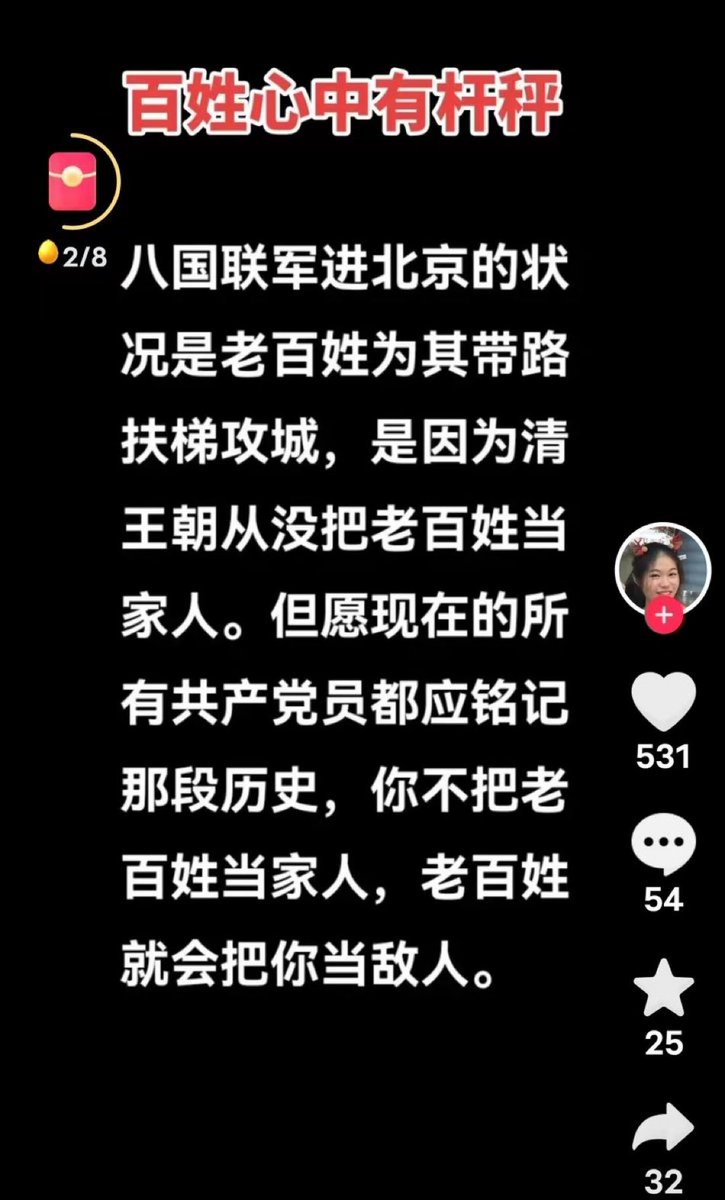 百姓心中有杆秤
2/8
八国联军进北京的状
况是老百姓为其带路
扶梯攻城，是因为清
王朝从没把老百姓当
家人。但愿现在的所
有共产党员都应铭记
那段历史，你不把老
百姓当家人，老百姓
就会把你当敌人。
531
54
25
32